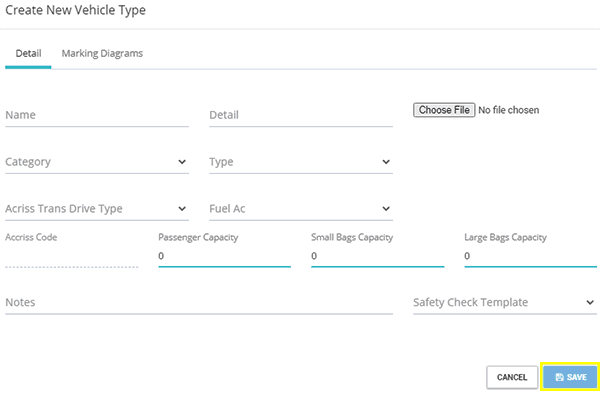 Create New Vehicle Type
Detail Marking Diagrams
Name Detail Choose File No file chosen
Category Type
Acriss Trans Drive Type Fuel Ac
Accriss Code Passenger Capacity Small Bags Capacity Large Bags Capacity
0 0 0
Notes Safety Check Template
CANCEL SAVE